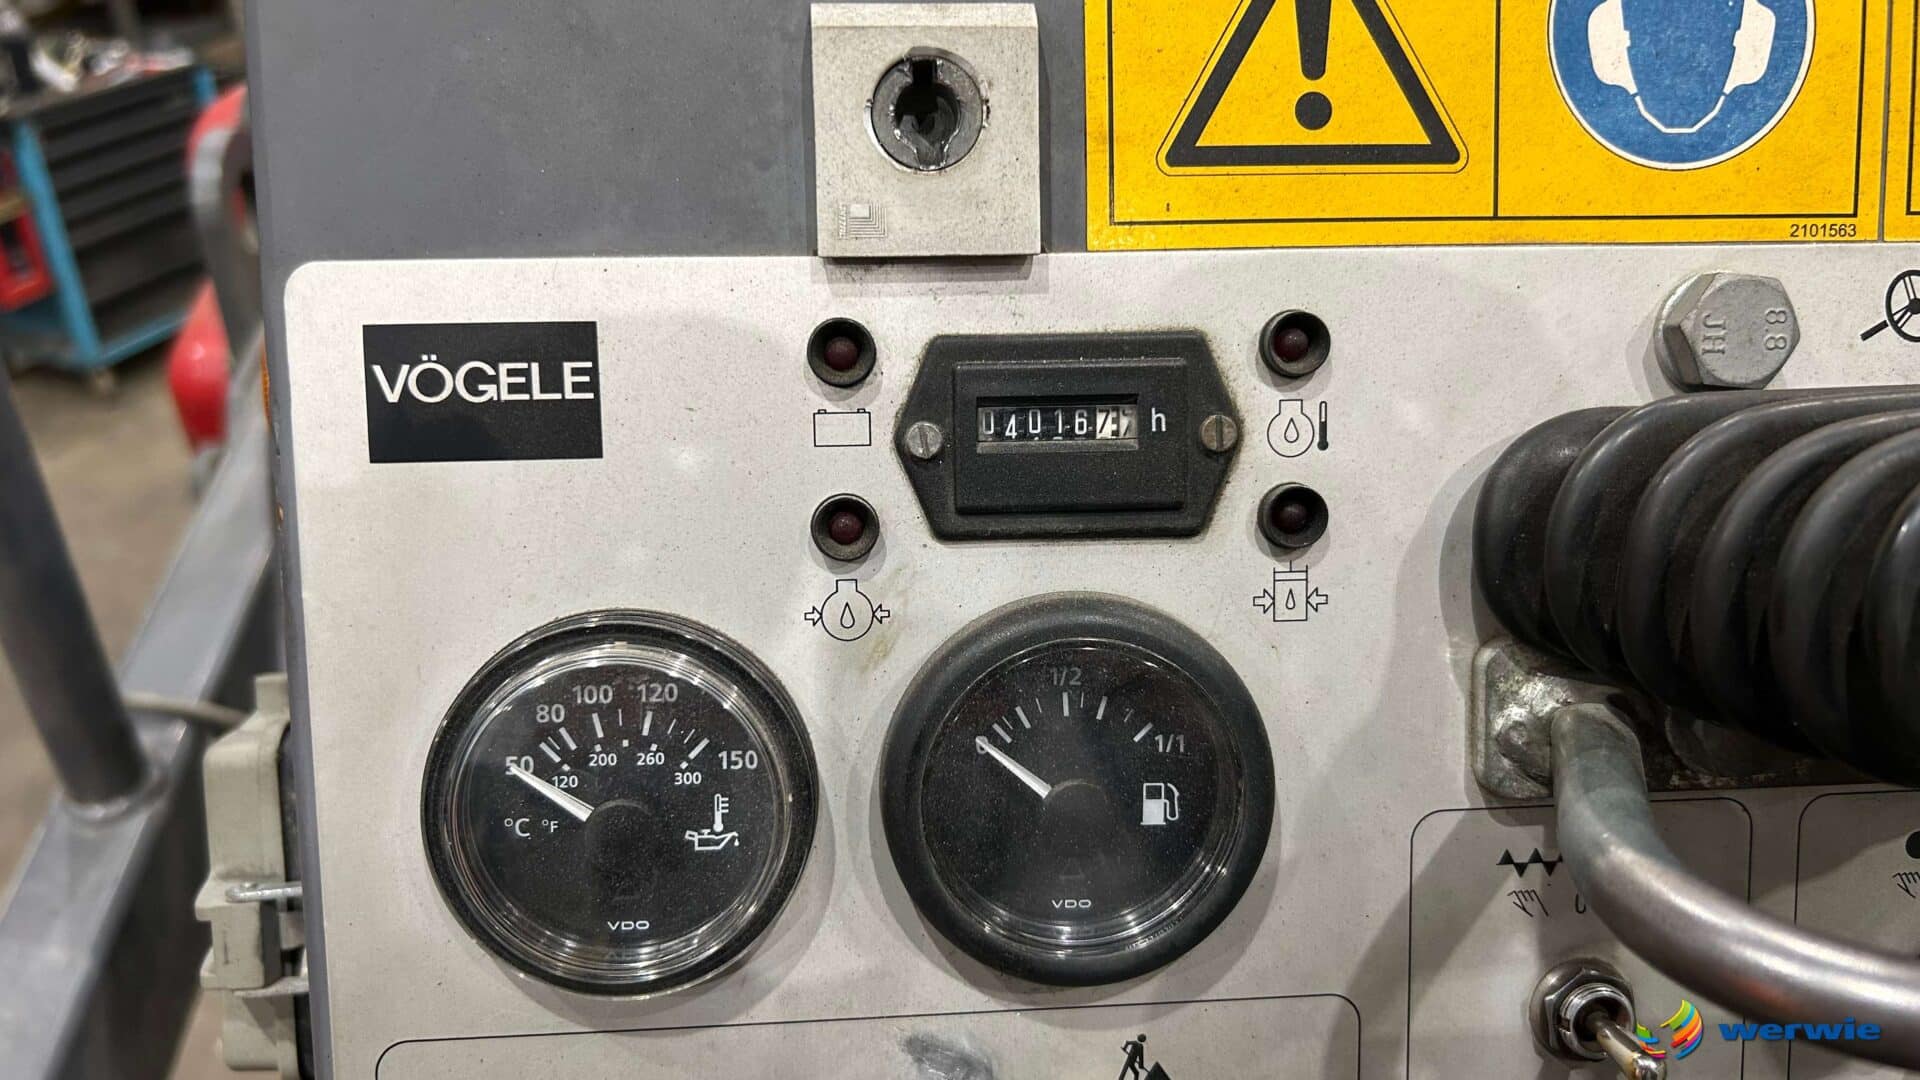 2101563
VÖGELE
040167 h
8.8
JH
50 80 100 120 150
120 200 260 300
°C °F
VDO
0 1/2 1/1
VDO
werwie